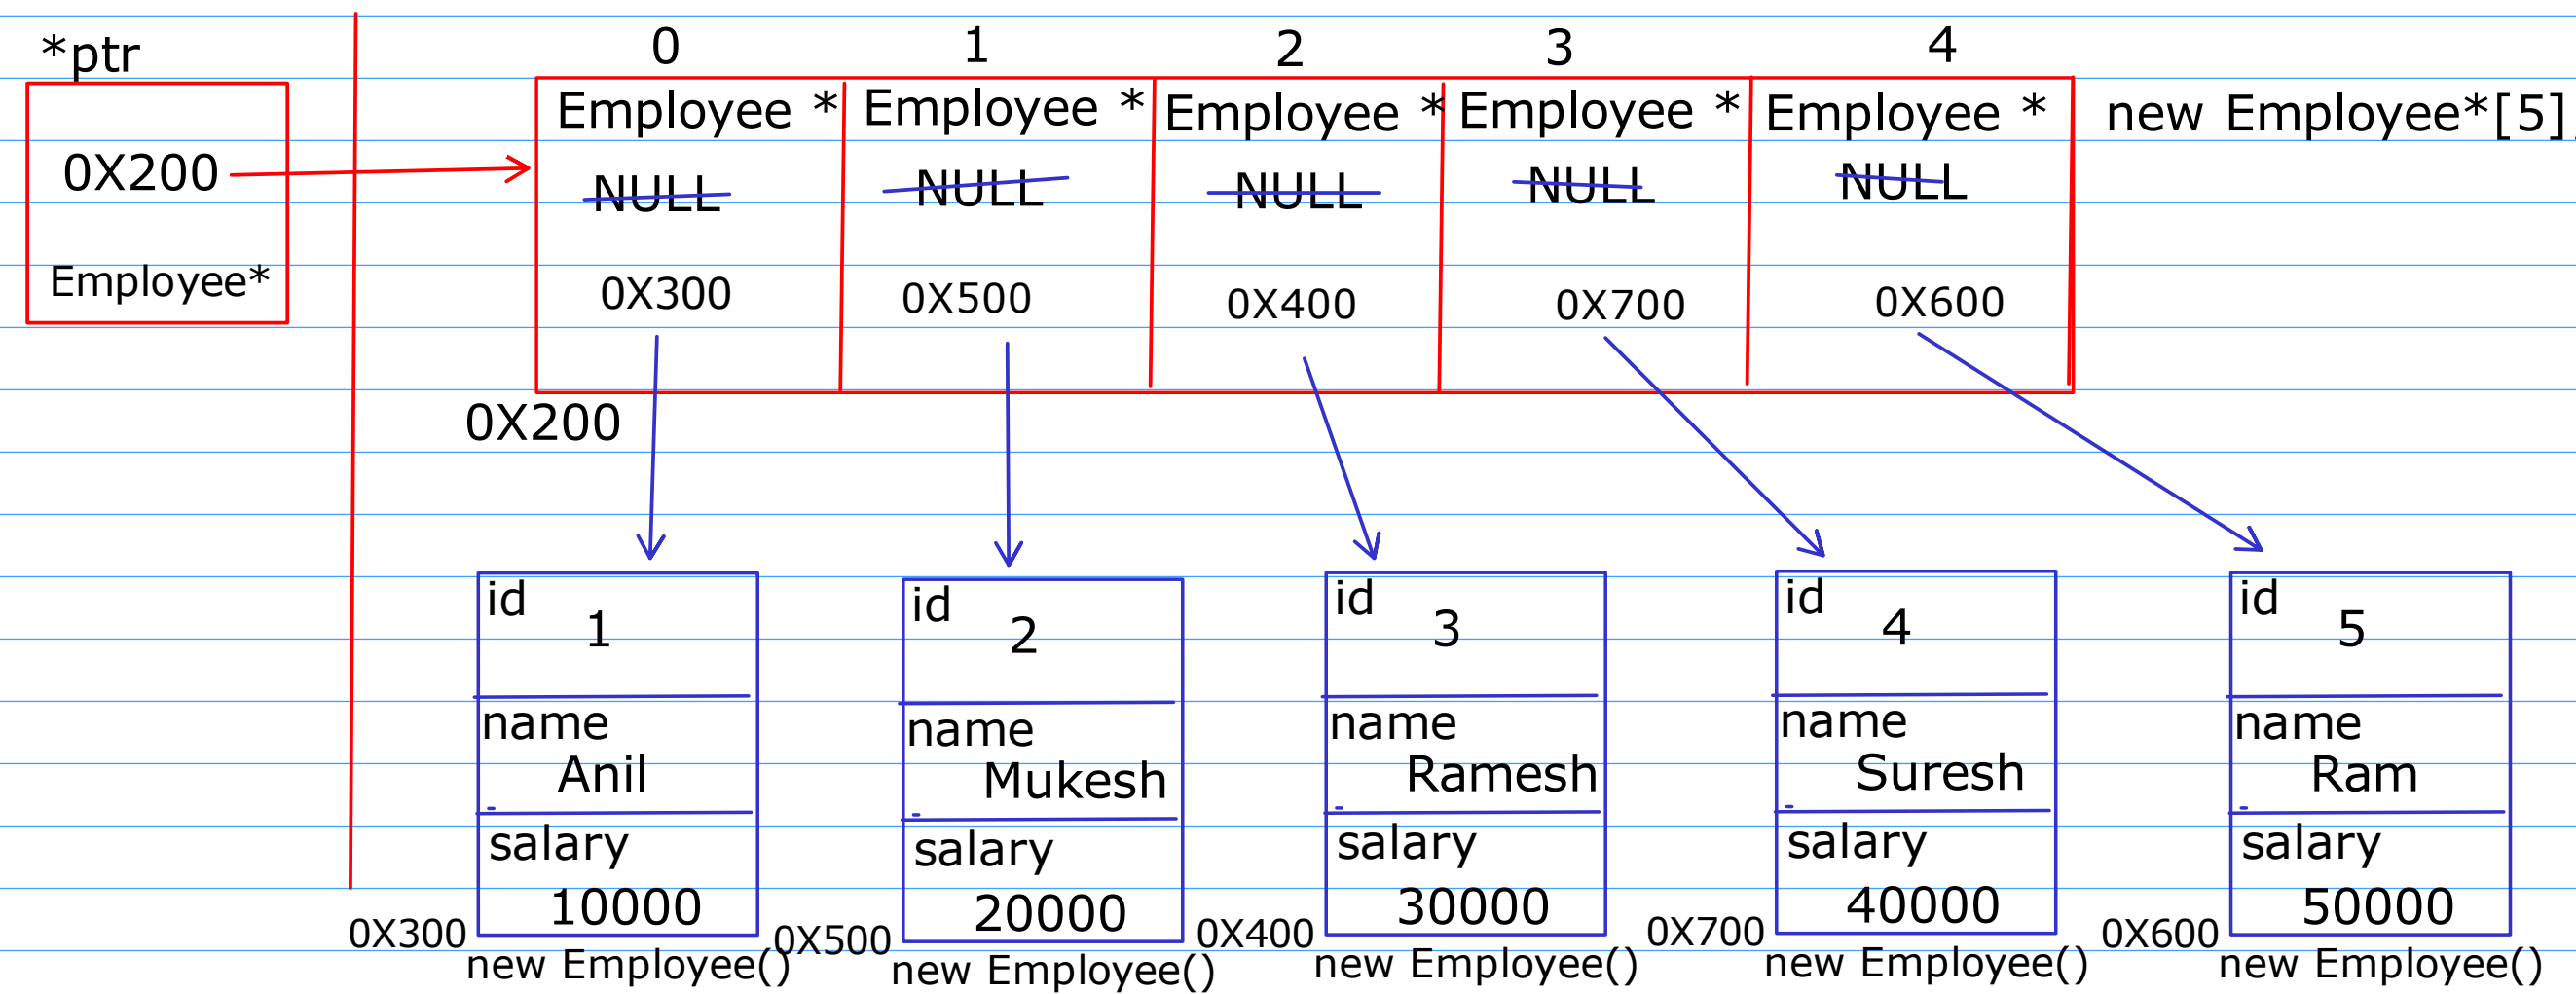 *ptr
0X200
Employee*
0 1 2 3 4
Employee * Employee * Employee * Employee * Employee * new Employee*[5]
NULL NULL NULL NULL NULL
0X300 0X500 0X400 0X700 0X600
0X200
id 1
name
Anil
salary
10000
0X300
new Employee()
id 2
name
Mukesh
salary
20000
0X500
new Employee()
id 3
name
Ramesh
salary
30000
0X400
new Employee()
id 4
name
Suresh
salary
40000
0X700
new Employee()
id 5
name
Ram
salary
50000
0X600
new Employee()